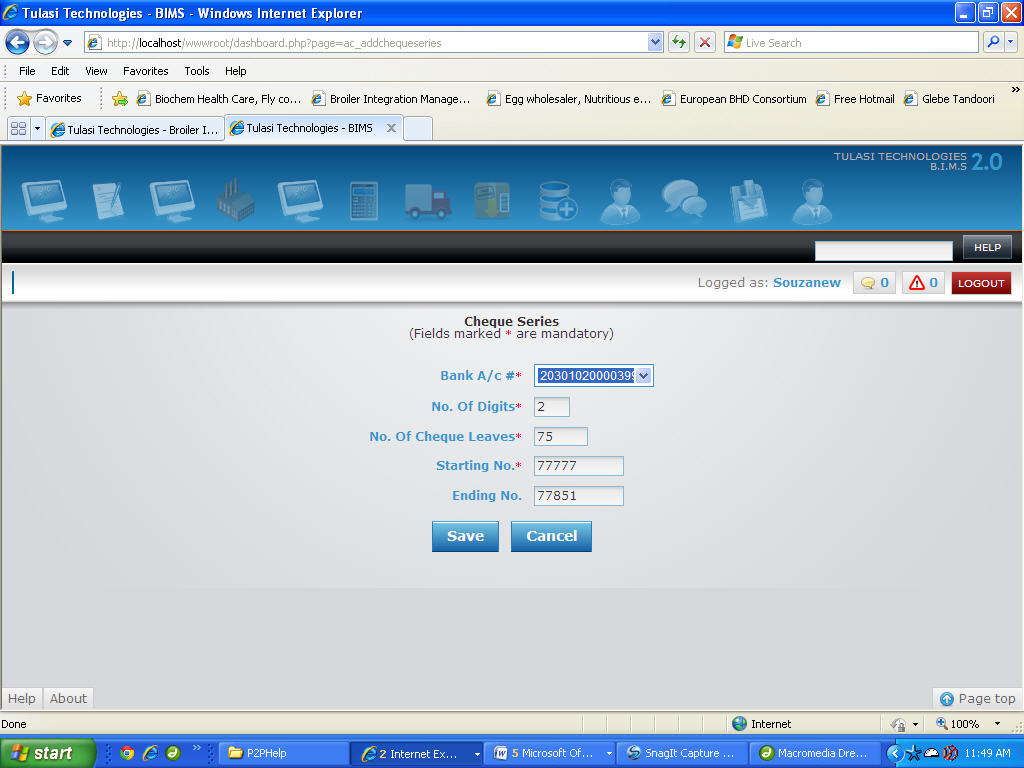 Tulasi Technologies - BIMS - Windows Internet Explorer
http://localhost/wwwroot/dashboard.php?page=ac_addchequeseries
Live Search
File Edit View Favorites Tools Help
Favorites Biochem Health Care, Fly co... Broiler Integration Manage... Egg wholesaler, Nutritious e... European BHD Consortium Free Hotmail Glebe Tandoori »
Tulasi Technologies - Broiler I... Tulasi Technologies - BIMS X
TULASI TECHNOLOGIES
B.I.M.S 2.0
HELP
Logged as: Souzanew 0 0 LOGOUT
Cheque Series
(Fields marked * are mandatory)
Bank A/c #* 2030102000039
No. Of Digits* 2
No. Of Cheque Leaves* 75
Starting No.* 77777
Ending No. 77851
Save Cancel
Help About Page top
Done Internet 100%
start » P2PHelp 2 Internet Ex... 5 Microsoft Of... SnagIt Capture ... Macromedia Dre... 11:49 AM